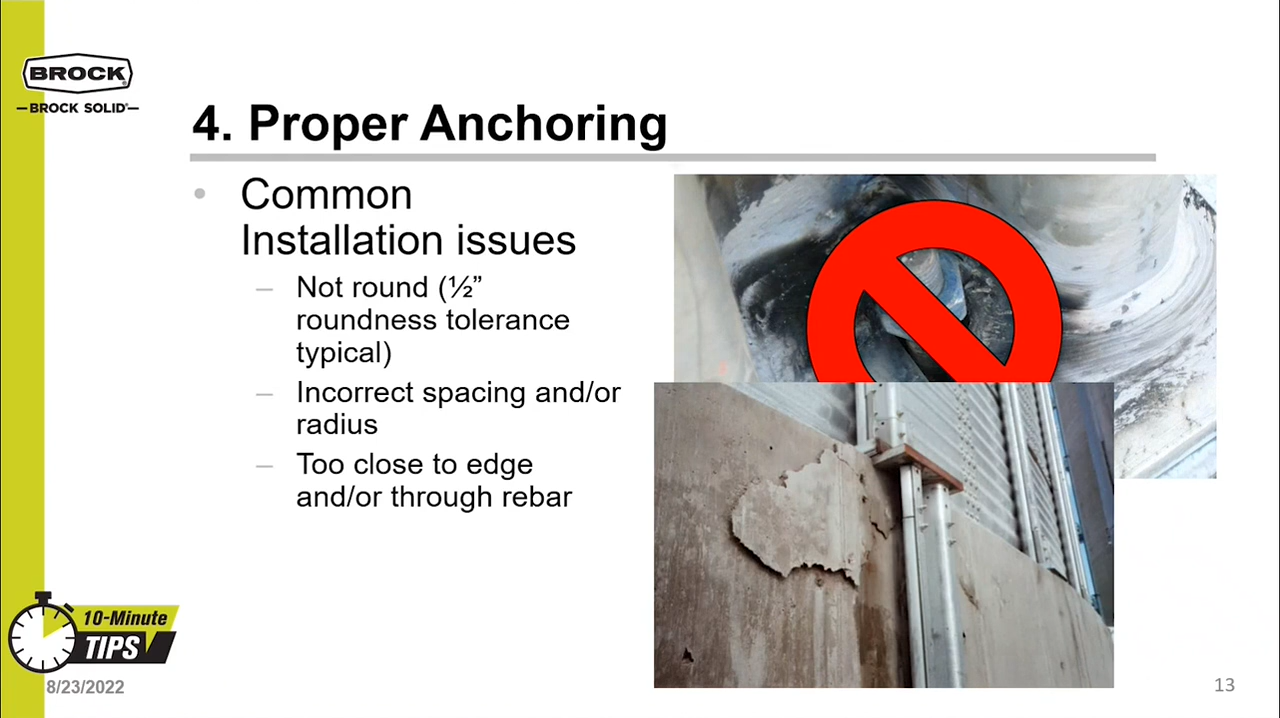 BROCK
—BROCK SOLID®—
4. Proper Anchoring
• Common
Installation issues
– Not round (½”
roundness tolerance
typical)
– Incorrect spacing and/or
radius
– Too close to edge
and/or through rebar
10-Minute
TIPS
8/23/2022
13